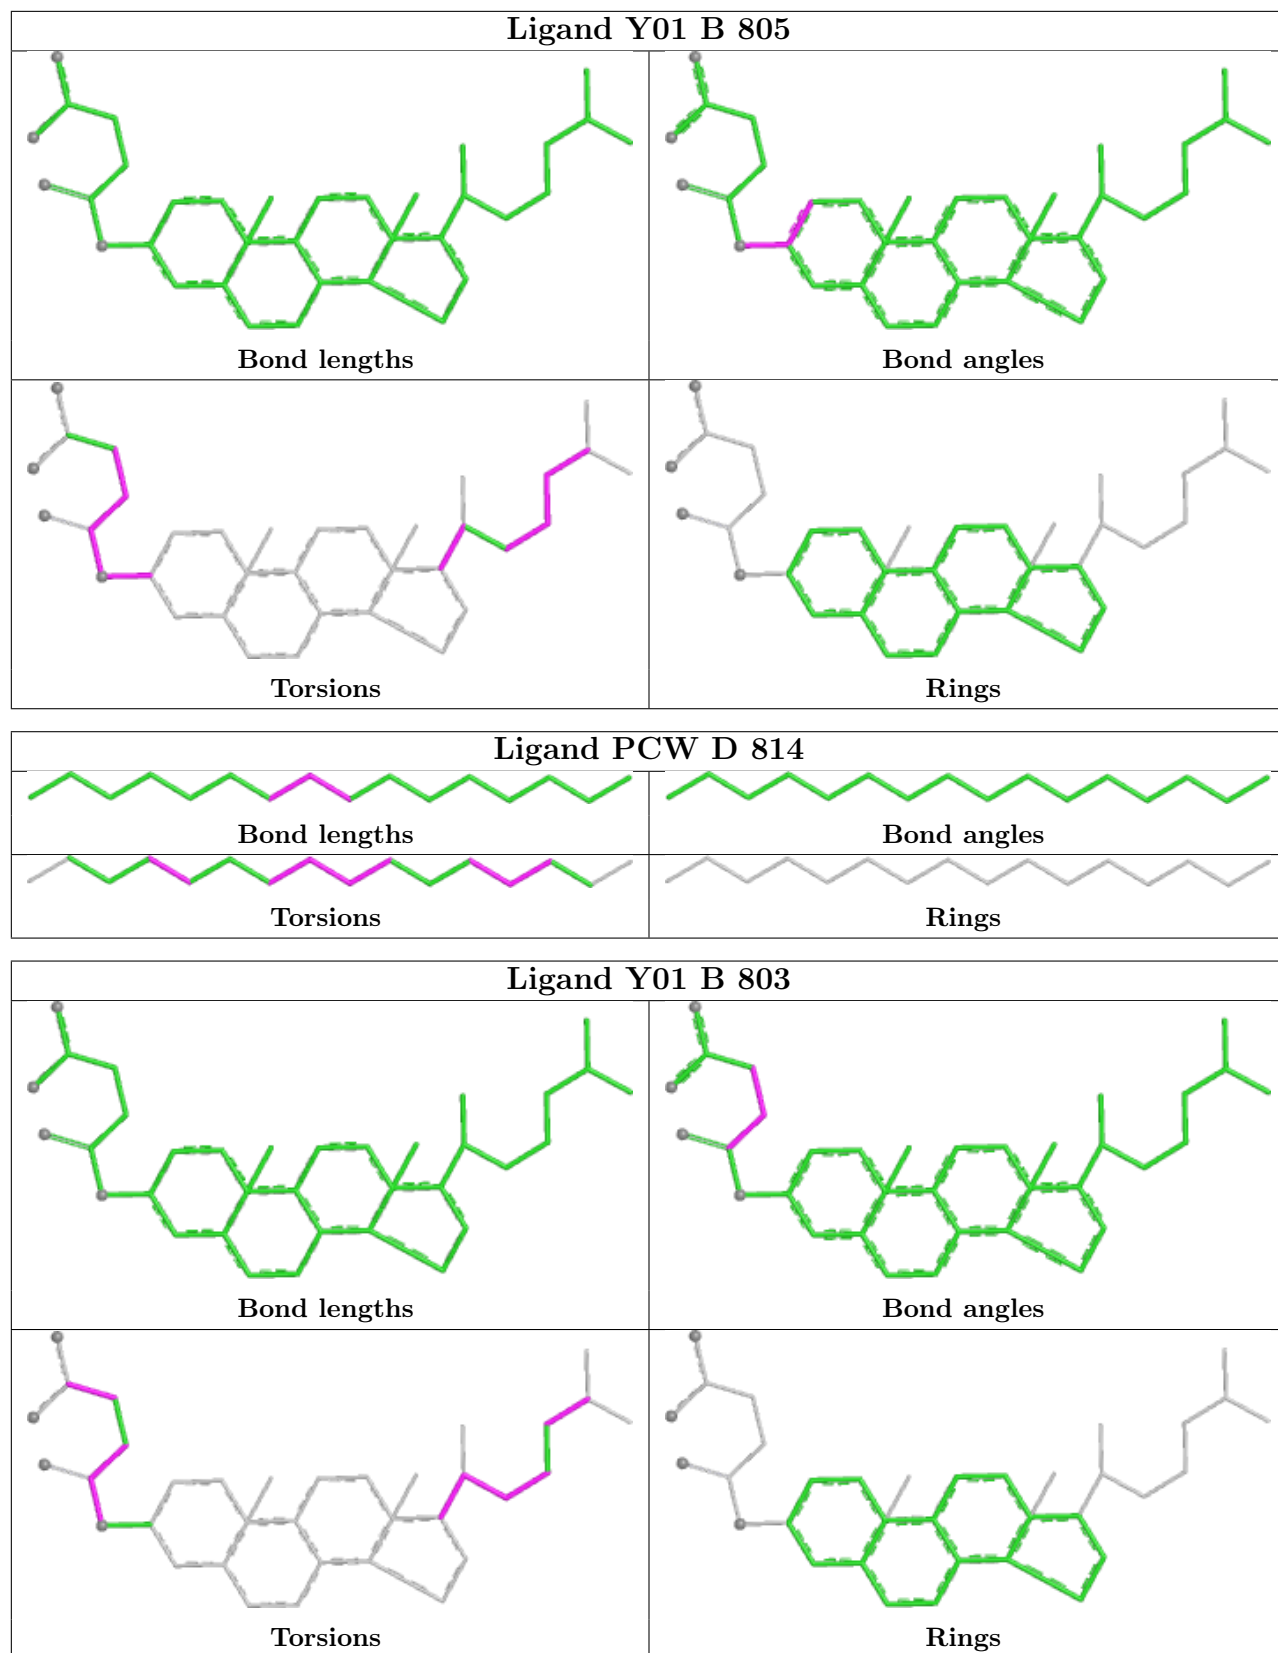 Ligand Y01 B 805
Bond lengths
Bond angles
Torsions
Rings
Ligand PCW D 814
Bond lengths
Bond angles
Torsions
Rings
Ligand Y01 B 803
Bond lengths
Bond angles
Torsions
Rings